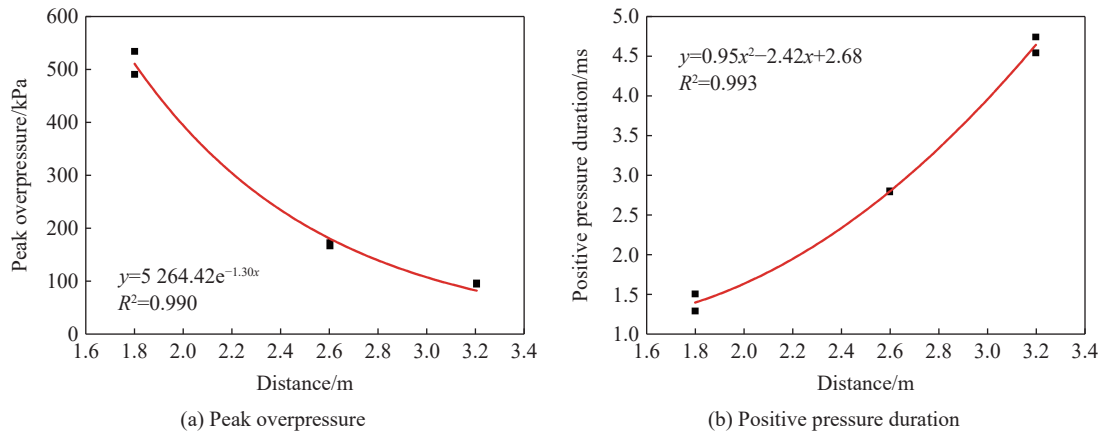 600
500
400
300
200
100
0
Peak overpressure/kPa
y=5 264.42e^−1.30x
R²=0.990
1.6 1.8 2.0 2.2 2.4 2.6 2.8 3.0 3.2 3.4
Distance/m
(a) Peak overpressure
5.0
4.5
4.0
3.5
3.0
2.5
2.0
1.5
1.0
Positive pressure duration/ms
y=0.95x²−2.42x+2.68
R²=0.993
1.6 1.8 2.0 2.2 2.4 2.6 2.8 3.0 3.2 3.4
Distance/m
(b) Positive pressure duration